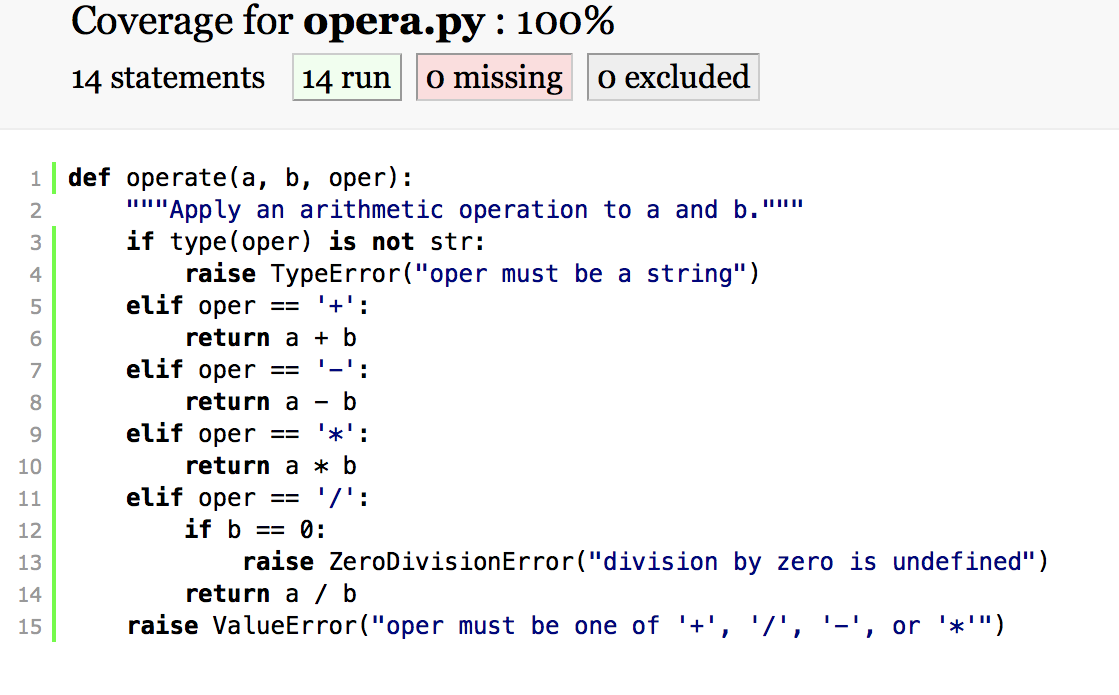 Coverage for opera.py : 100%
14 statements 14 run 0 missing 0 excluded
1 def operate(a, b, oper):
2     """Apply an arithmetic operation to a and b."""
3     if type(oper) is not str:
4         raise TypeError("oper must be a string")
5     elif oper == '+':
6         return a + b
7     elif oper == '-':
8         return a - b
9     elif oper == '*':
10         return a * b
11     elif oper == '/':
12         if b == 0:
13             raise ZeroDivisionError("division by zero is undefined")
14         return a / b
15     raise ValueError("oper must be one of '+', '/', '-', or '*'")